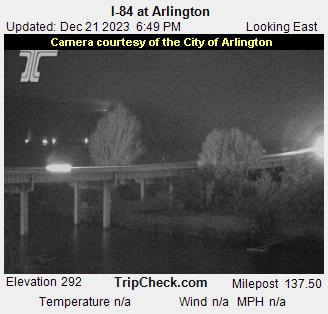 I-84 at Arlington
Updated: Dec 21 2023 6:49 PM Looking East
Camera courtesy of the City of Arlington
Elevation 292 TripCheck.com Milepost 137.50
Temperature n/a Wind n/a MPH n/a